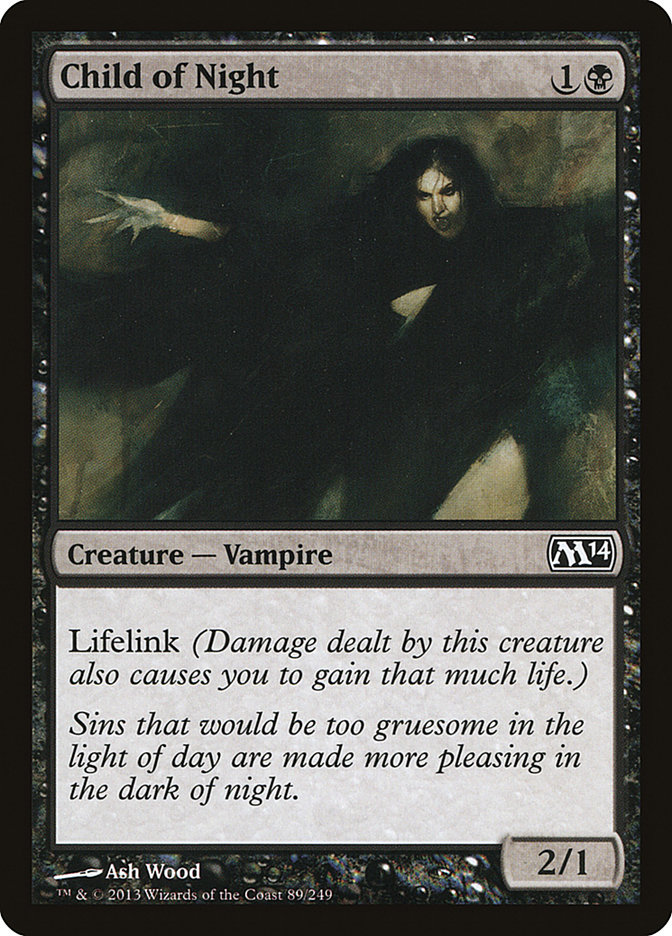 Child of Night 1
Creature — Vampire M14
Lifelink (Damage dealt by this creature
also causes you to gain that much life.)
Sins that would be too gruesome in the
light of day are made more pleasing in
the dark of night.
2/1
Ash Wood
™ & © 2013 Wizards of the Coast 89/249